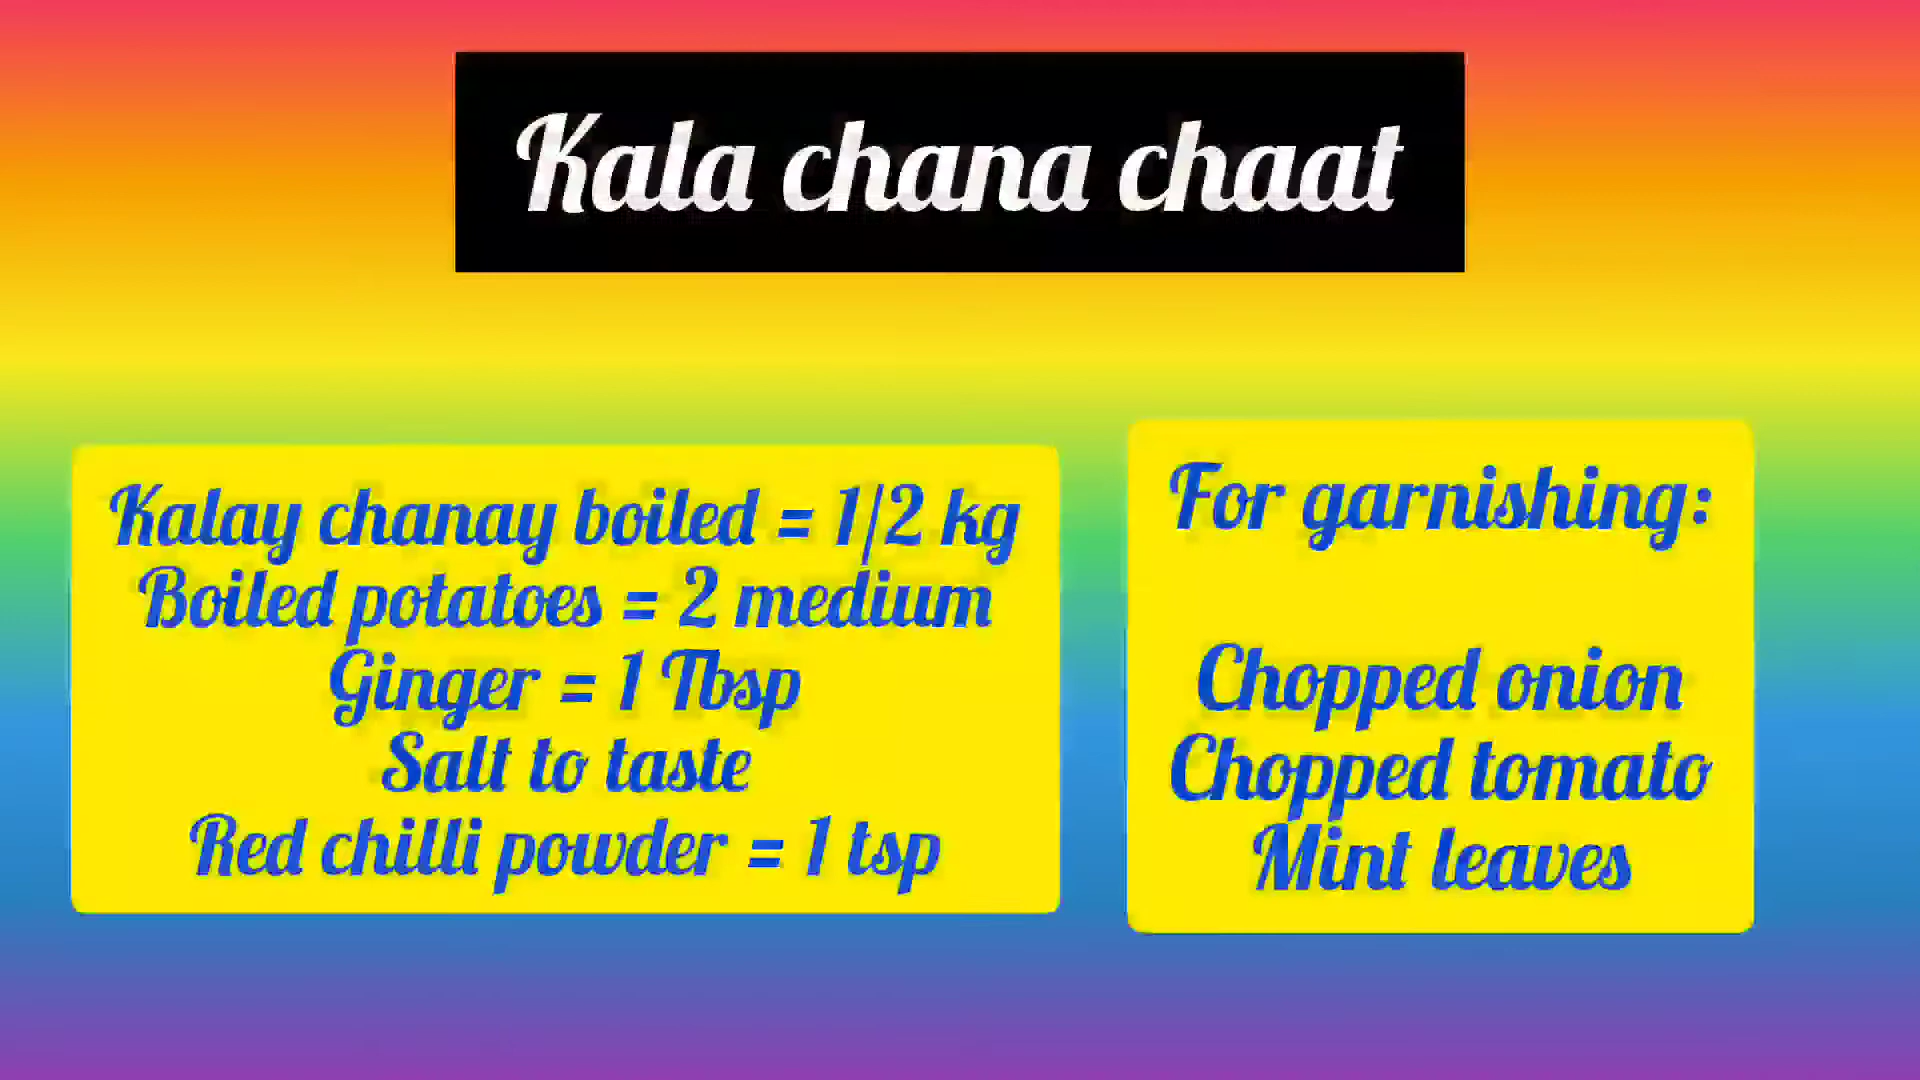 Kala chana chaat
Kalay chanay boiled = 1/2 kg
Boiled potatoes = 2 medium
Ginger = 1 Tbsp
Salt to taste
Red chilli powder = 1 tsp
For garnishing:
Chopped onion
Chopped tomato
Mint leaves